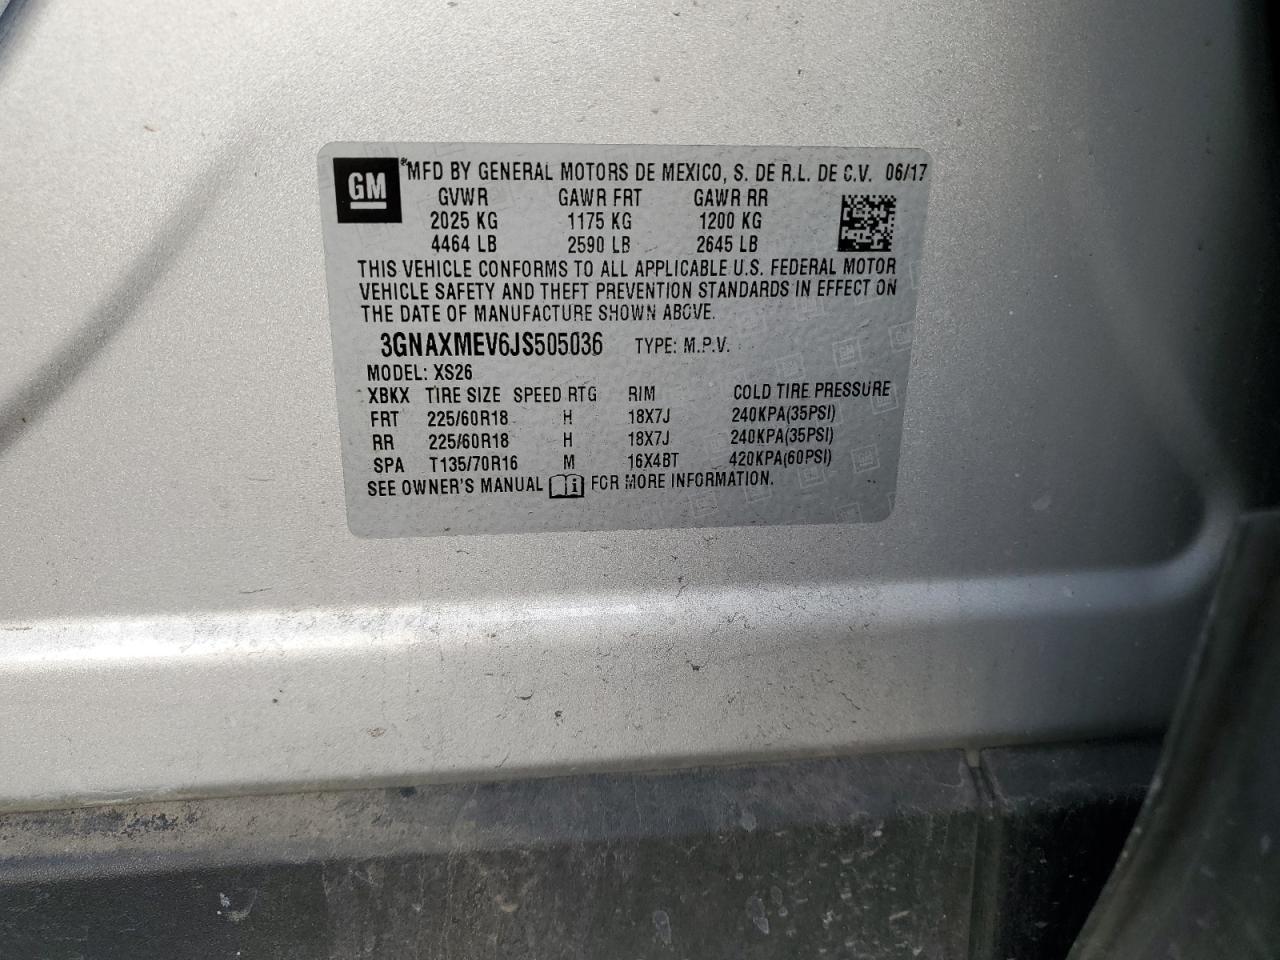 GM
*MFD BY GENERAL MOTORS DE MEXICO, S. DE R.L. DE C.V. 06/17
GVWR GAWR FRT GAWR RR
2025 KG 1175 KG 1200 KG
4464 LB 2590 LB 2645 LB
THIS VEHICLE CONFORMS TO ALL APPLICABLE U.S. FEDERAL MOTOR
VEHICLE SAFETY AND THEFT PREVENTION STANDARDS IN EFFECT ON
THE DATE OF MANUFACTURE SHOWN ABOVE.
3GNAXMEV6JS505036 TYPE: M.P.V.
MODEL: XS26
XBKX TIRE SIZE SPEED RTG RIM COLD TIRE PRESSURE
FRT 225/60R18 H 18X7J 240KPA(35PSI)
RR 225/60R18 H 18X7J 240KPA(35PSI)
SPA T135/70R16 M 16X4BT 420KPA(60PSI)
SEE OWNER'S MANUAL i FOR MORE INFORMATION.